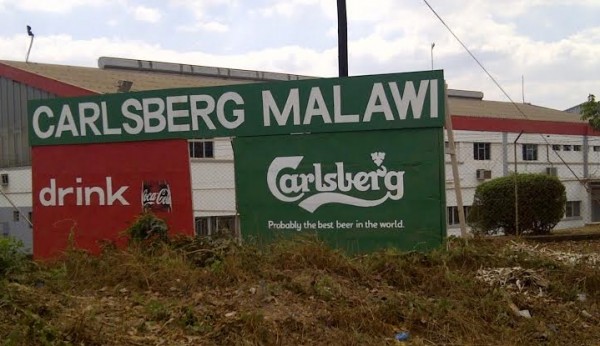 CARLSBERG MALAWI
drink Coca-Cola
Carlsberg
Probably the best beer in the world.